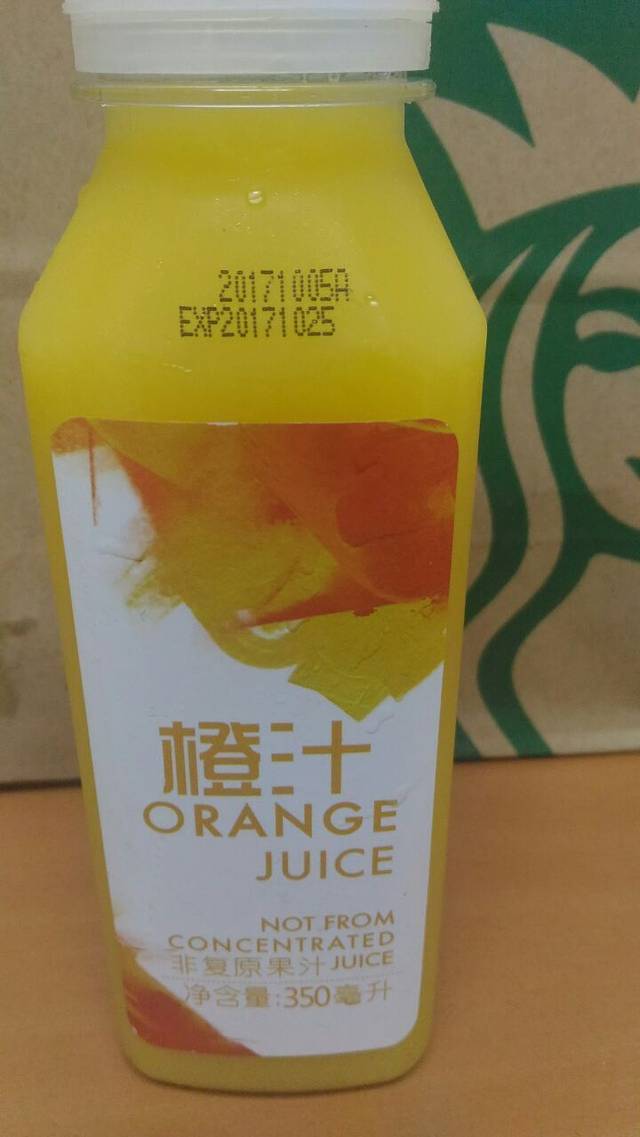 20171005A
EXP20171025
橙汁
ORANGE
JUICE
NOT FROM
CONCENTRATED
非复原果汁JUICE
净含量:350毫升